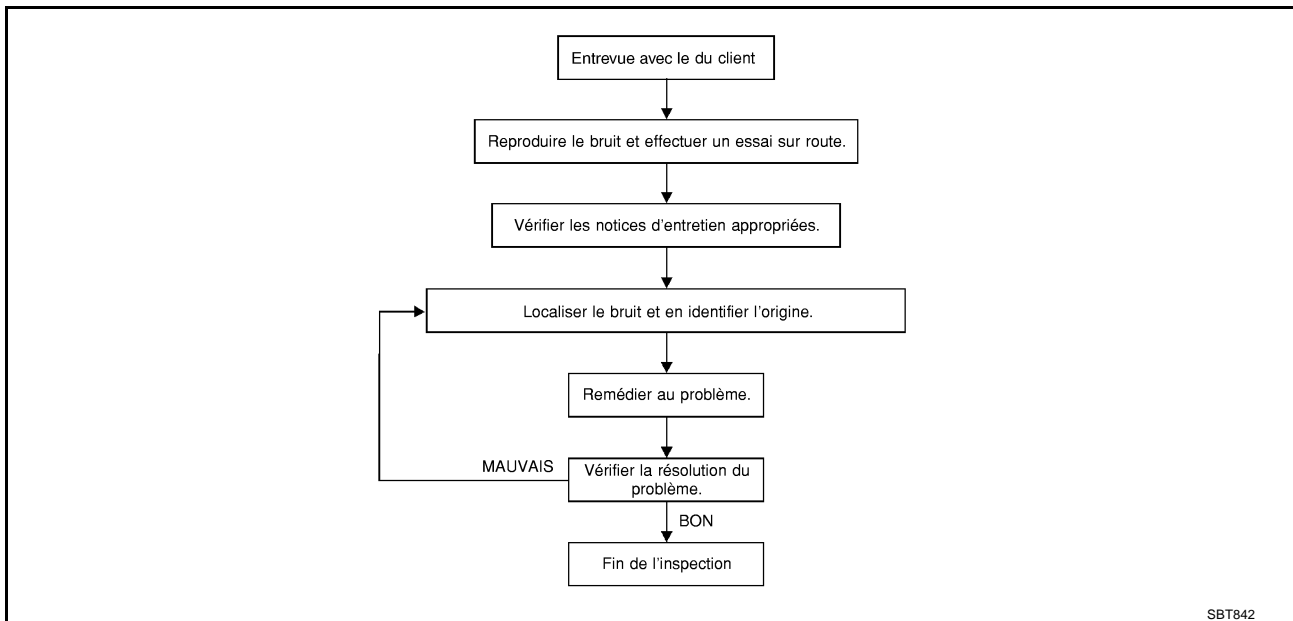 Entrevue avec le du client
Reproduire le bruit et effectuer un essai sur route.
Vérifier les notices d'entretien appropriées.
Localiser le bruit et en identifier l'origine.
Remédier au problème.
MAUVAIS
Vérifier la résolution du
problème.
BON
Fin de l'inspection
SBT842